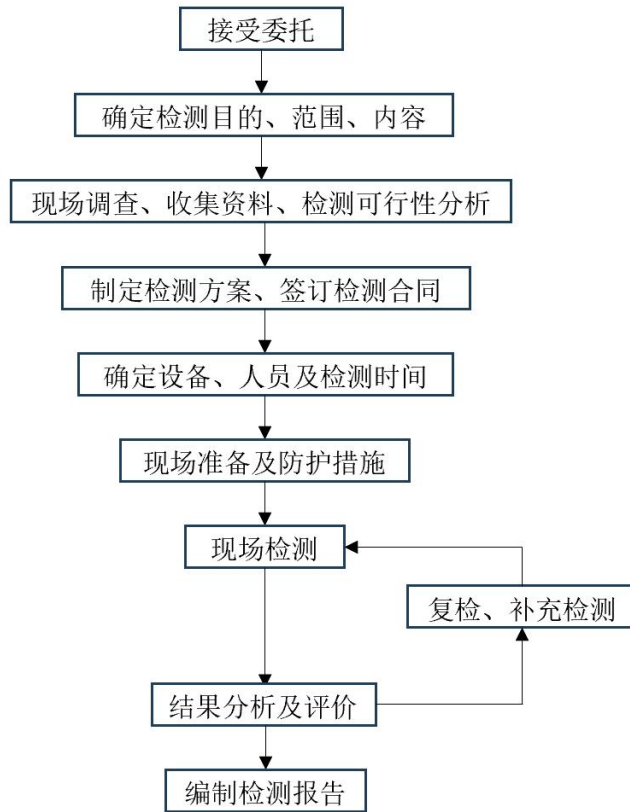 接受委托
确定检测目的、范围、内容
现场调查、收集资料、检测可行性分析
制定检测方案、签订检测合同
确定设备、人员及检测时间
现场准备及防护措施
现场检测
复检、补充检测
结果分析及评价
编制检测报告